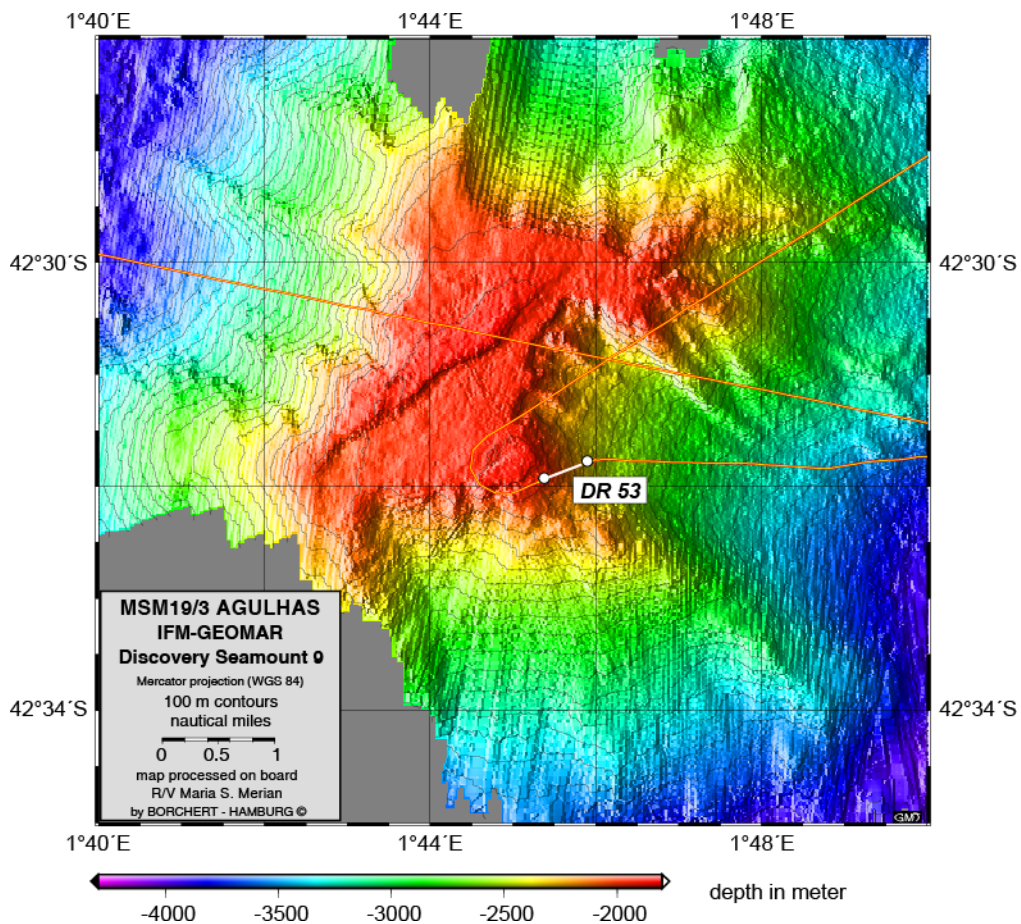 1°40´E 1°44´E 1°48´E
42°30´S 42°30´S
DR 53
MSM19/3 AGULHAS
IFM-GEOMAR
Discovery Seamount 9
Mercator projection (WGS 84)
100 m contours
nautical miles
0 0.5 1
map processed on board
R/V Maria S. Merian
by BORCHERT - HAMBURG ©
42°34´S 42°34´S
GMT
1°40´E 1°44´E 1°48´E
depth in meter
-4000 -3500 -3000 -2500 -2000